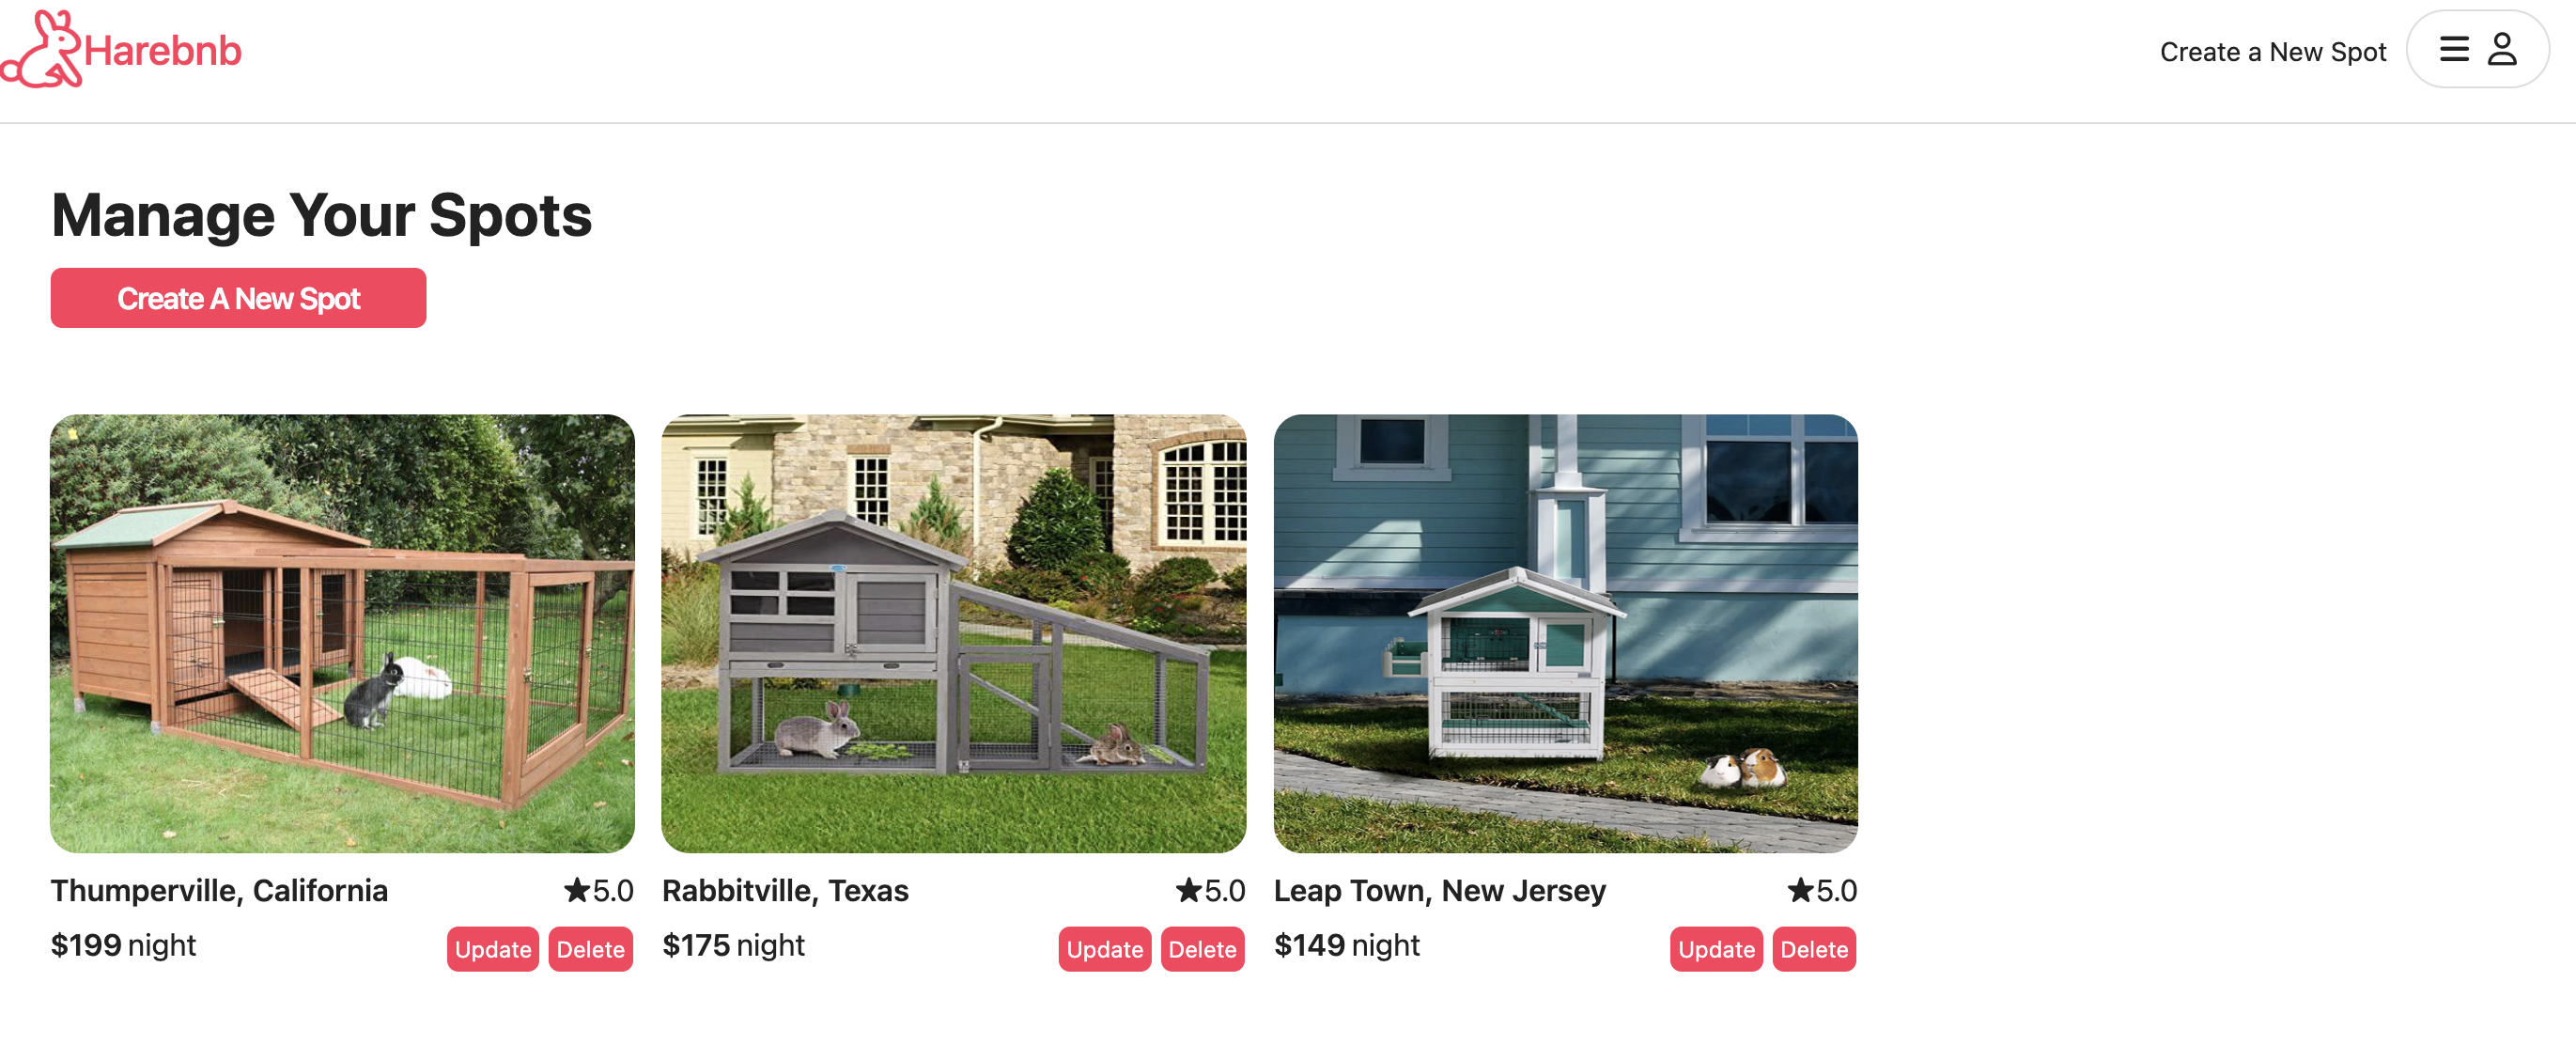 Harebnb
Create a New Spot
Manage Your Spots
Create A New Spot
Thumperville, California ★5.0
$199 night Update Delete
Rabbitville, Texas ★5.0
$175 night Update Delete
Leap Town, New Jersey ★5.0
$149 night Update Delete